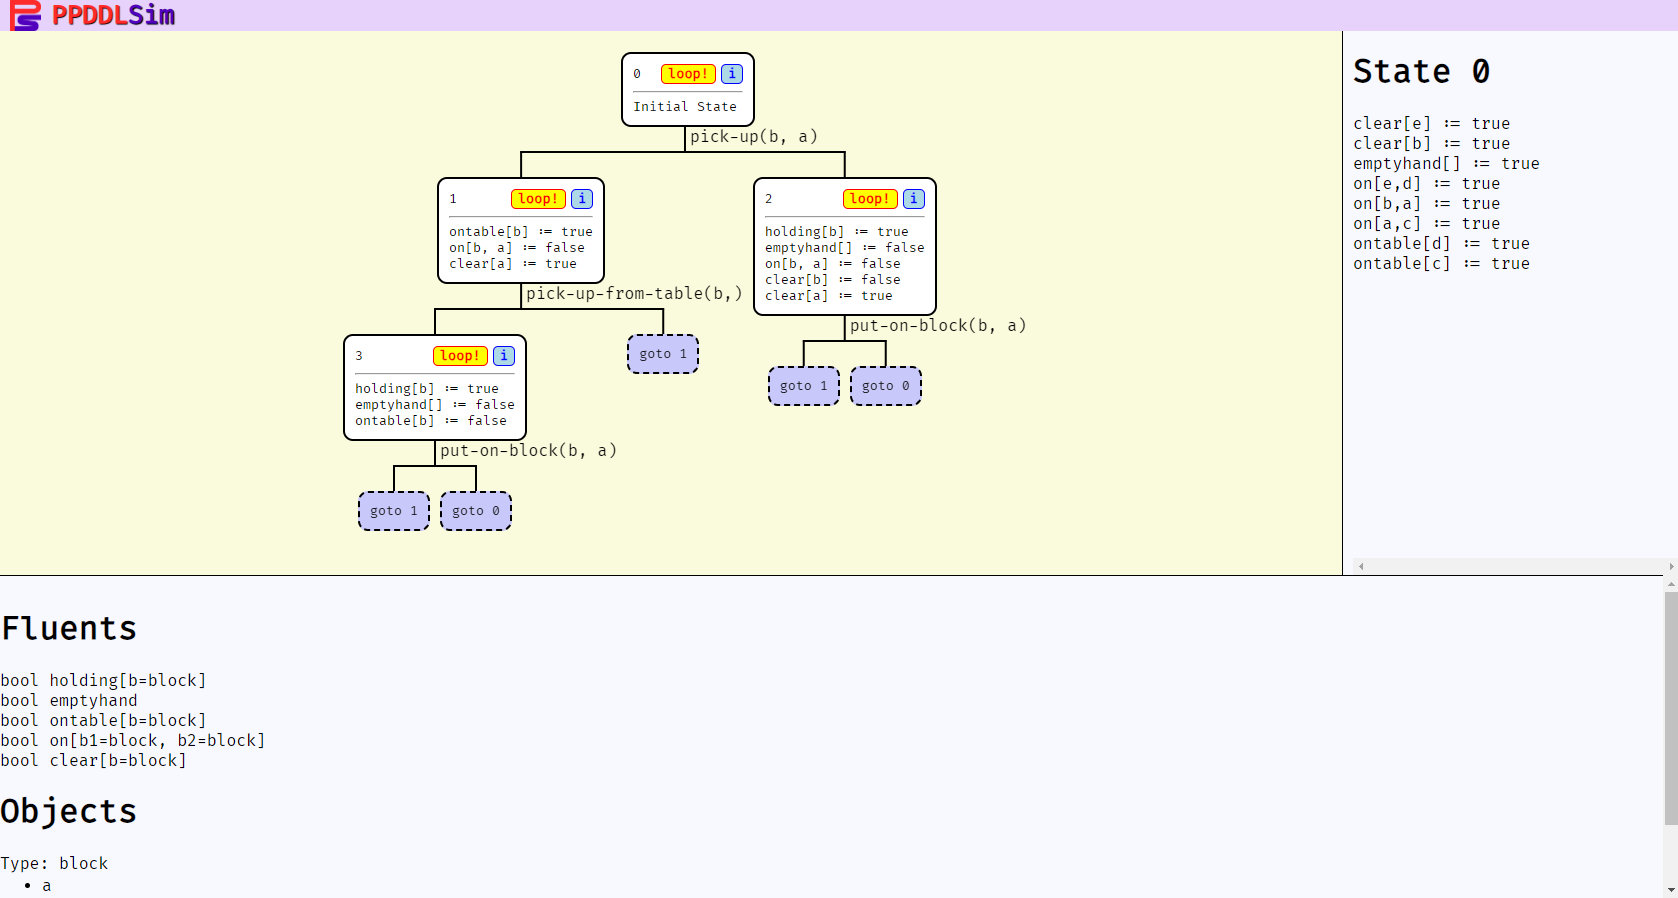 PPDDLSim
0 loop! i
Initial State
pick-up(b, a)
1 loop! i
ontable[b] := true
on[b, a] := false
clear[a] := true
2 loop! i
holding[b] := true
emptyhand[] := false
on[b, a] := false
clear[b] := false
clear[a] := true
pick-up-from-table(b,)
put-on-block(b, a)
3 loop! i
holding[b] := true
emptyhand[] := false
ontable[b] := false
goto 1
goto 1
goto 0
put-on-block(b, a)
goto 1
goto 0
State 0
clear[e] := true
clear[b] := true
emptyhand[] := true
on[e,d] := true
on[b,a] := true
on[a,c] := true
ontable[d] := true
ontable[c] := true
Fluents
bool holding[b=block]
bool emptyhand
bool ontable[b=block]
bool on[b1=block, b2=block]
bool clear[b=block]
Objects
Type: block
• a